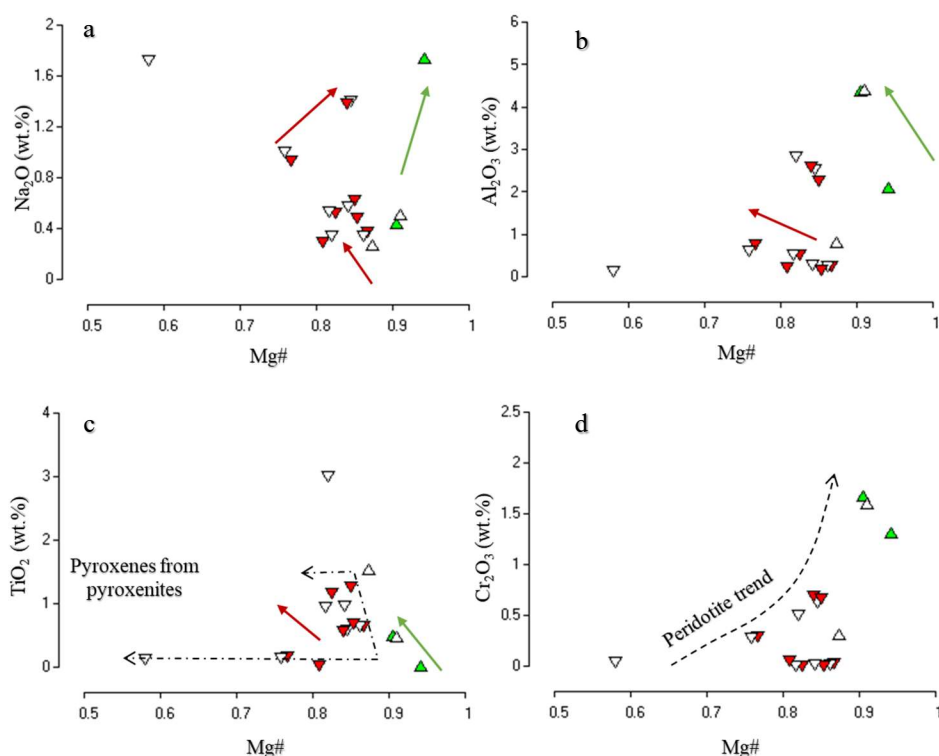 a
2
1.6
1.2
0.8
0.4
0
Na₂O (wt.%)
0.5 0.6 0.7 0.8 0.9 1
Mg#
b
6
5
4
3
2
1
0
Al₂O₃ (wt.%)
0.5 0.6 0.7 0.8 0.9 1
Mg#
c
4
3
2
1
0
TiO₂ (wt.%)
Pyroxenes from
pyroxenites
0.5 0.6 0.7 0.8 0.9 1
Mg#
d
2.5
2
1.5
1
0.5
0
Cr₂O₃ (wt.%)
Peridotite trend
0.5 0.6 0.7 0.8 0.9 1
Mg#